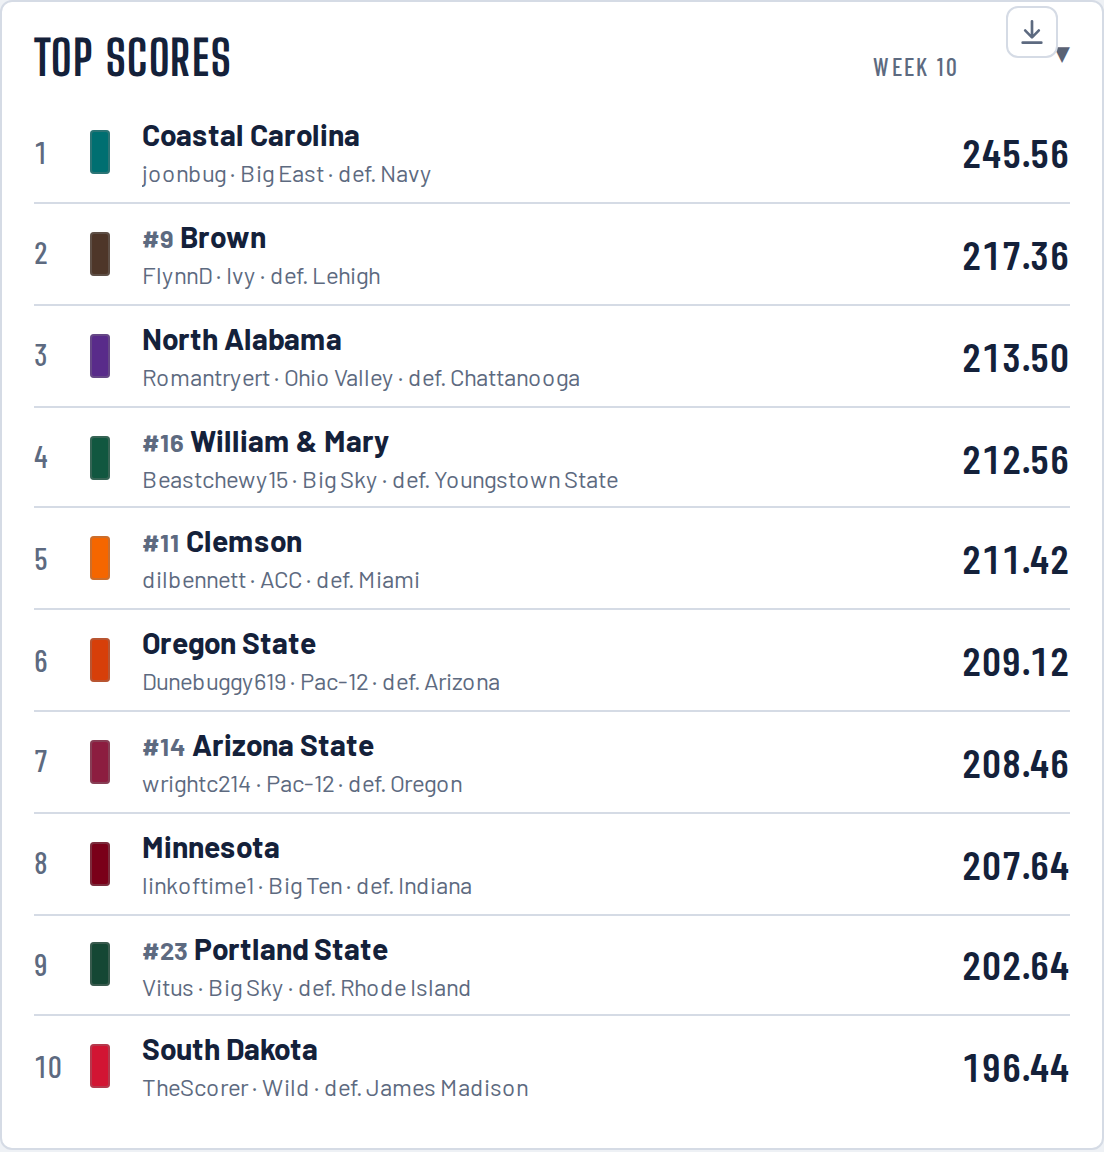 TOP SCORES
WEEK 10 ▼
1
Coastal Carolina
joonbug · Big East · def. Navy
245.56
2
#9 Brown
FlynnD · Ivy · def. Lehigh
217.36
3
North Alabama
Romantryert · Ohio Valley · def. Chattanooga
213.50
4
#16 William & Mary
Beastchewy15 · Big Sky · def. Youngstown State
212.56
5
#11 Clemson
dilbennett · ACC · def. Miami
211.42
6
Oregon State
Dunebuggy619 · Pac-12 · def. Arizona
209.12
7
#14 Arizona State
wrightc214 · Pac-12 · def. Oregon
208.46
8
Minnesota
linkoftime1 · Big Ten · def. Indiana
207.64
9
#23 Portland State
Vitus · Big Sky · def. Rhode Island
202.64
10
South Dakota
TheScorer · Wild · def. James Madison
196.44